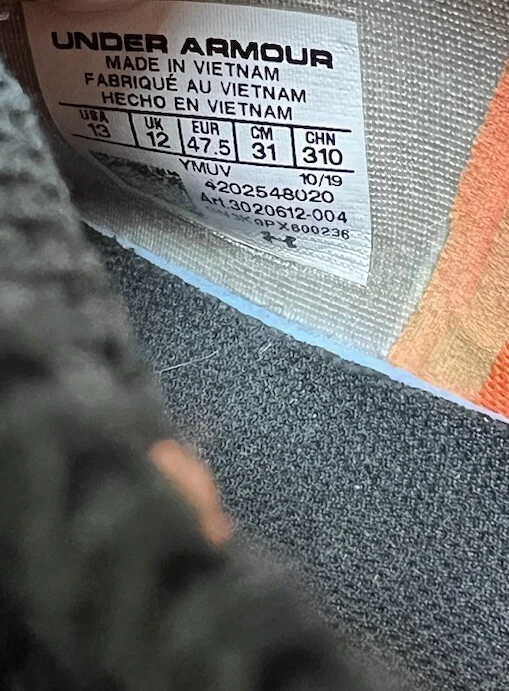 UNDER ARMOUR
MADE IN VIETNAM
FABRIQUÉ AU VIETNAM
HECHO EN VIETNAM
USA UK EUR CM CHN
13 12 47.5 31 310
YMUV 10/19
4202548020
Art.3020612-004